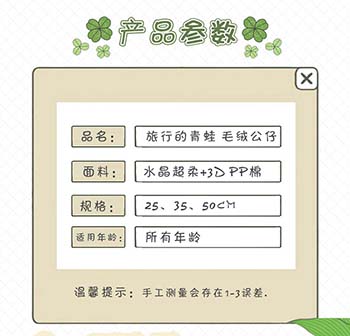 产品参数
品名： 旅行的青蛙 毛绒公仔
面料： 水晶超柔+3D PP棉
规格： 25、35、50CM
适用年龄： 所有年龄
温馨提示：手工测量会存在1-3误差.